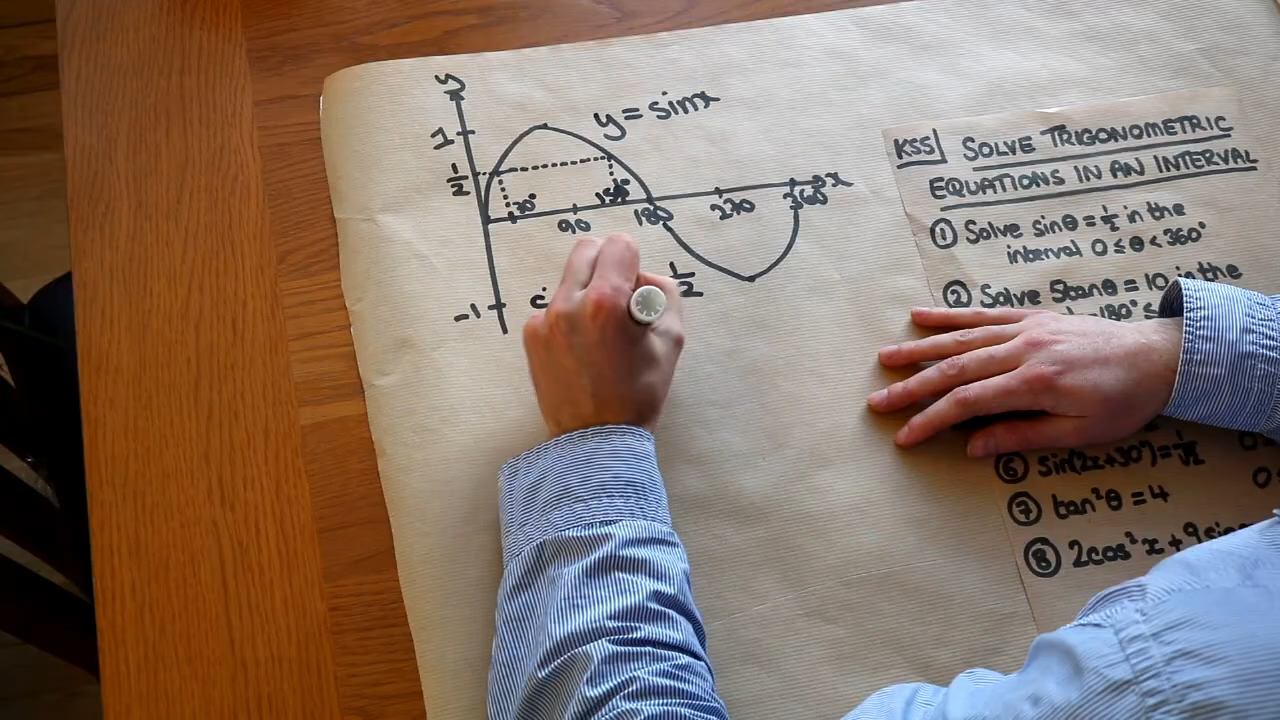 y
1
y = sinx
1/2
30°
150°
x
90
180
270
360
-1
1/2
KS5 SOLVE TRIGONOMETRIC
EQUATIONS IN AN INTERVAL
① Solve sinθ = 1/2 in the
interval 0 ≤ θ < 360°
② Solve 5tanθ = 10 in the
-180°
⑥ sin(2x+30°) = 1/√2
⑦ tan²θ = 4
⑧ 2cos²x + 9sin